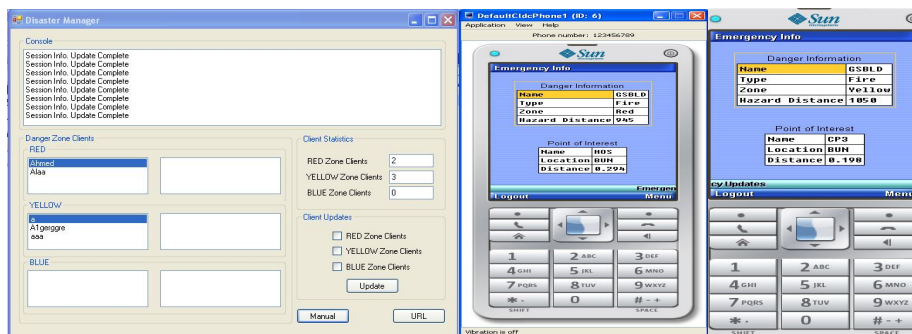 Disaster Manager
Console
Session Info. Update Complete
Session Info. Update Complete
Session Info. Update Complete
Session Info. Update Complete
Session Info. Update Complete
Session Info. Update Complete
Session Info. Update Complete
Session Info. Update Complete
Danger Zone Clients
RED
Ahmed
Alaa
YELLOW
a
A1gerggre
aaa
BLUE
Client Statistics
RED Zone Clients 2
YELLOW Zone Clients 3
BLUE Zone Clients 0
Client Updates
RED Zone Clients
YELLOW Zone Clients
BLUE Zone Clients
Update
Manual URL
DefaultCldcPhone1 (ID: 6)
Application View Help
Phone number: 123456789
Sun
Emergency Info
Danger Information
Name GSBLD
Type Fire
Zone Red
Hazard Distance 945
Point of Interest
Name HOS
Location BUN
Distance 0.294
Emergen
Logout Menu
1 2 ABC 3 DEF
4 GHI 5 JKL 6 MNO
7 PQRS 8 TUV 9 WXYZ
* . 0 # - +
SHIFT SPACE
Vibration is off
Sun
Emergency Info
Danger Information
Name GSBLD
Type Fire
Zone Yellow
Hazard Distance 1050
Point of Interest
Name CP3
Location BUN
Distance 0.198
cy Updates
Logout Menu
1 2 ABC 3 DEF
4 GHI 5 JKL 6 MNO
7 PQRS 8 TUV 9 WXYZ
* . 0 # - +
SHIFT SPACE